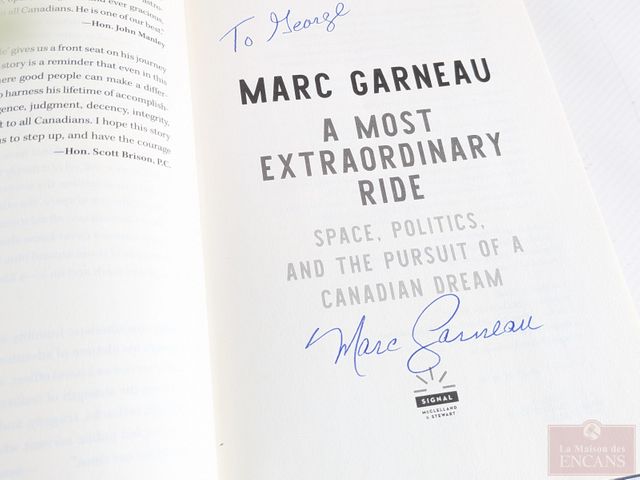 all Canadians. He is one of our best."
—Hon. John Manley
gives us a front seat on his journey
story is a reminder that even in this
where good people can make a differ-
harness his lifetime of accomplish-
judgment, decency, integrity,
to all Canadians. I hope this story
to step up, and have the courage
—Hon. Scott Brison, P.C.
To George
MARC GARNEAU
A MOST
EXTRAORDINARY
RIDE
SPACE, POLITICS,
AND THE PURSUIT OF A
CANADIAN DREAM
Marc Garneau
SIGNAL
MCCLELLAND
& STEWART
La Maison des
ENCANS